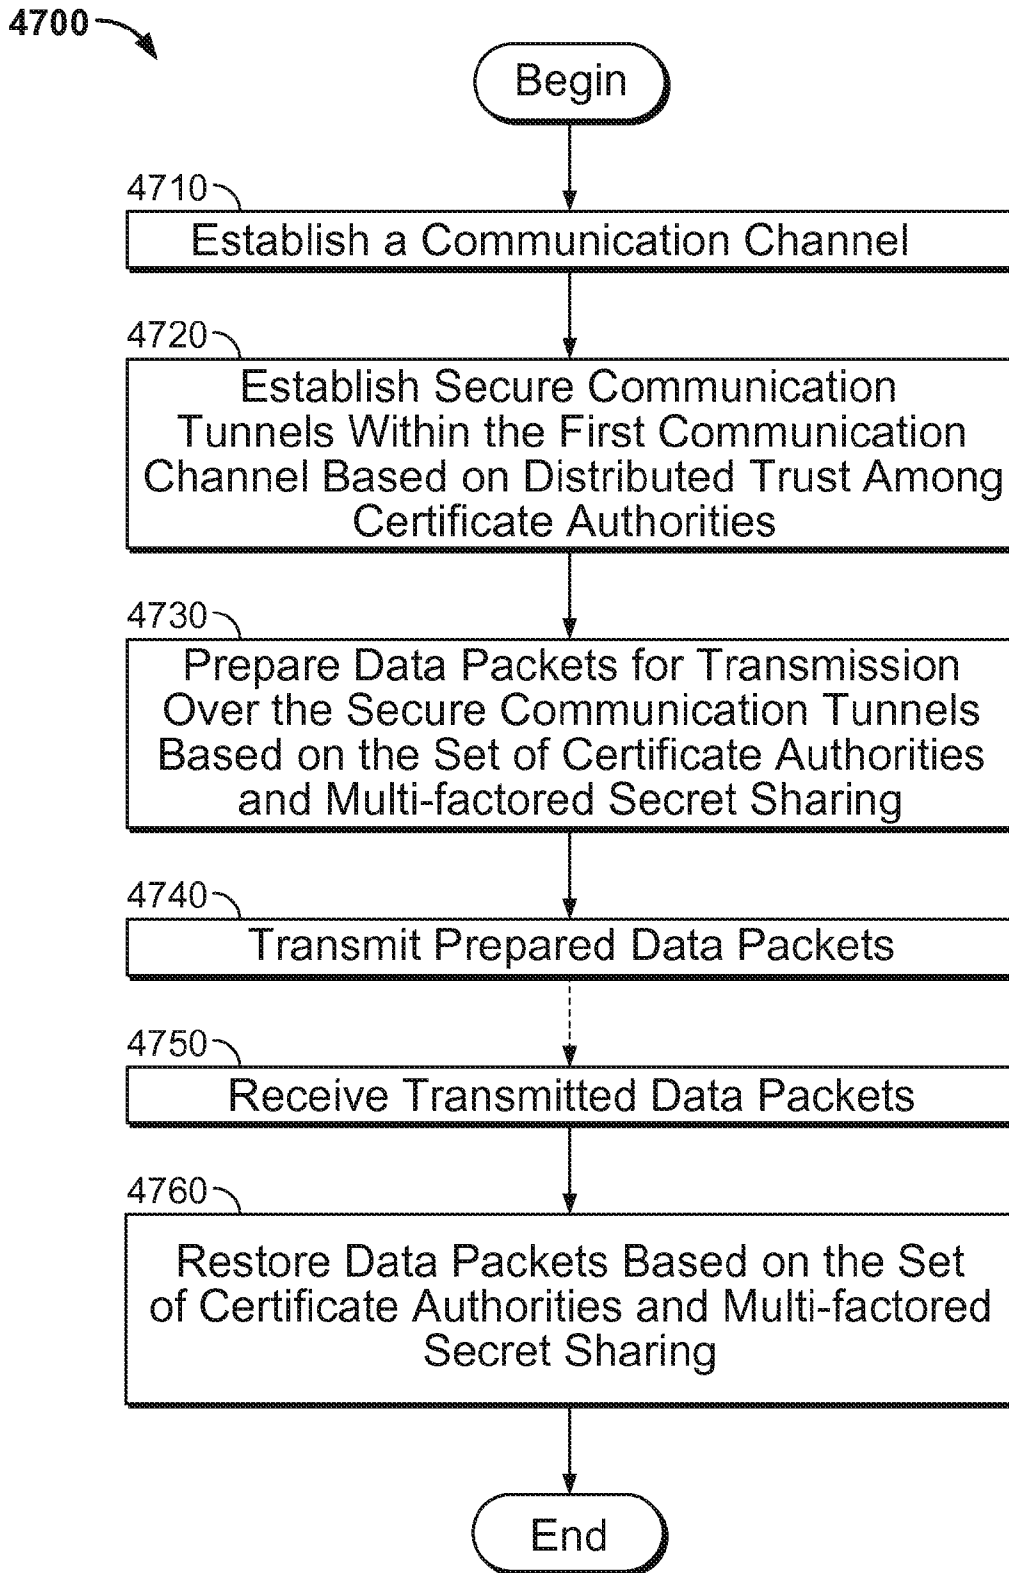 4700
Begin
4710
Establish a Communication Channel
4720
Establish Secure Communication
Tunnels Within the First Communication
Channel Based on Distributed Trust Among
Certificate Authorities
4730
Prepare Data Packets for Transmission
Over the Secure Communication Tunnels
Based on the Set of Certificate Authorities
and Multi-factored Secret Sharing
4740
Transmit Prepared Data Packets
4750
Receive Transmitted Data Packets
4760
Restore Data Packets Based on the Set
of Certificate Authorities and Multi-factored
Secret Sharing
End